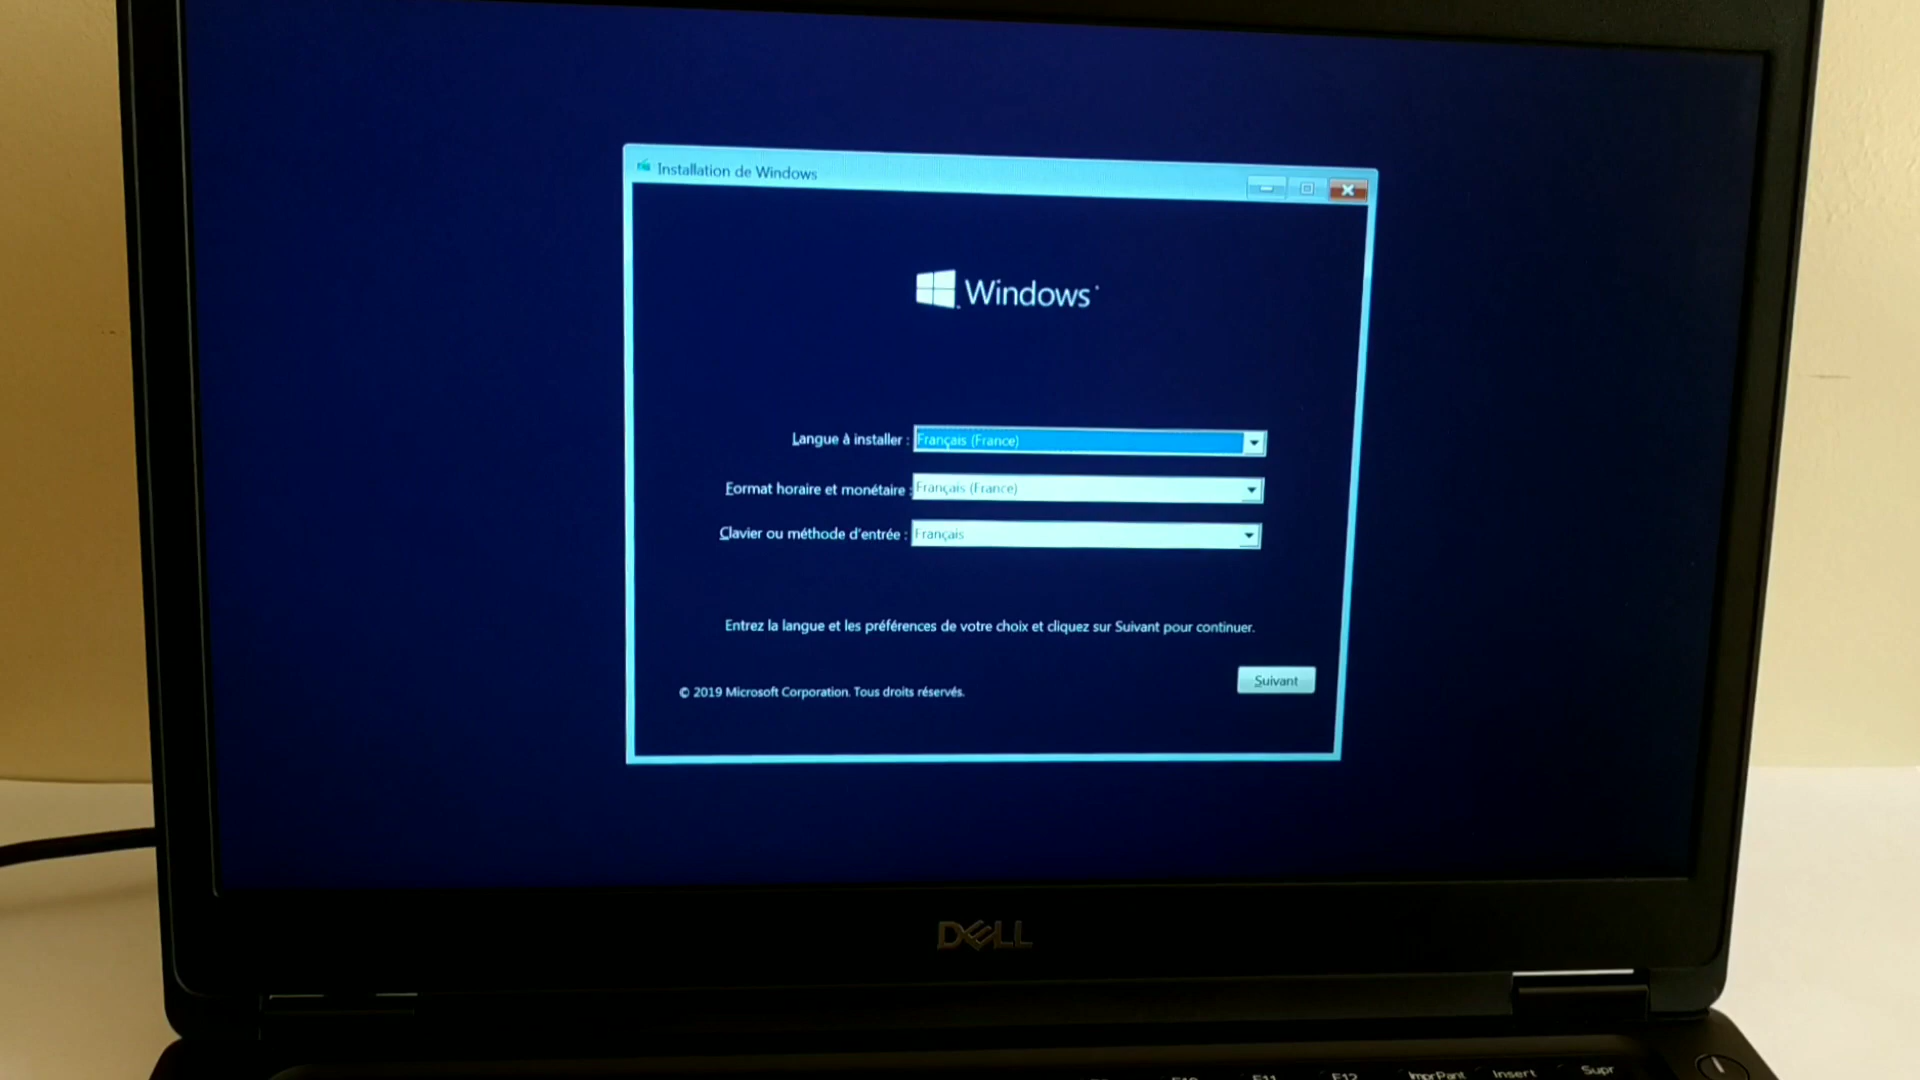 Installation de Windows
Windows
Langue à installer : Français (France)
Format horaire et monétaire : Français (France)
Clavier ou méthode d'entrée : Français
Entrez la langue et les préférences de votre choix et cliquez sur Suivant pour continuer.
Suivant
© 2019 Microsoft Corporation. Tous droits réservés.
DELL
F10 F11 F12 ImprPant Insert Supr